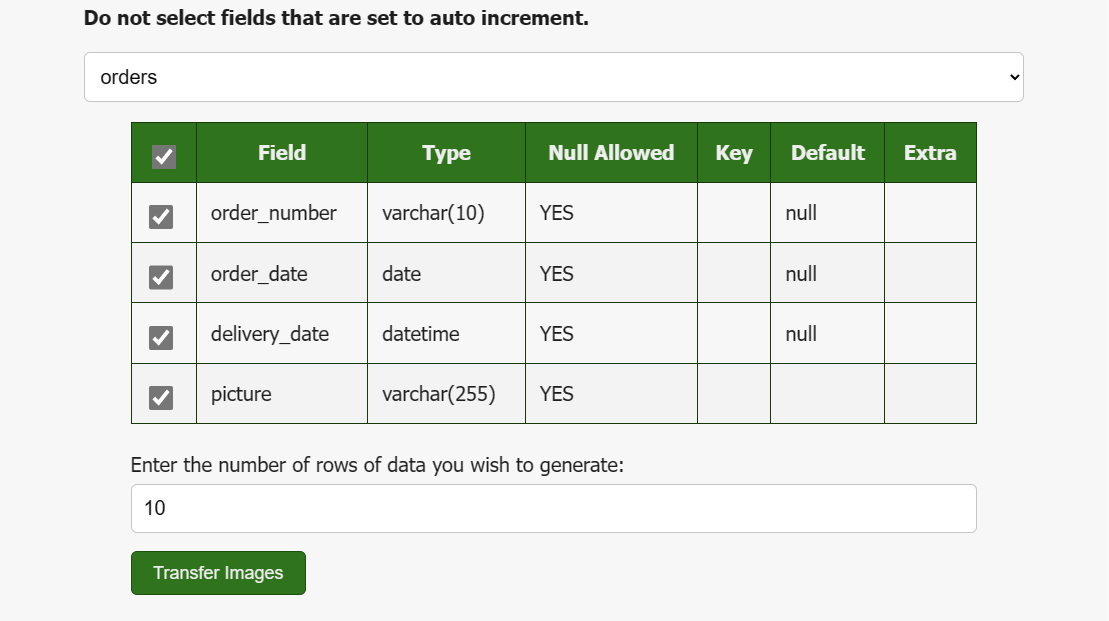 Do not select fields that are set to auto increment.
orders
Field Type Null Allowed Key Default Extra
order_number varchar(10) YES null
order_date date YES null
delivery_date datetime YES null
picture varchar(255) YES
Enter the number of rows of data you wish to generate:
10
Transfer Images